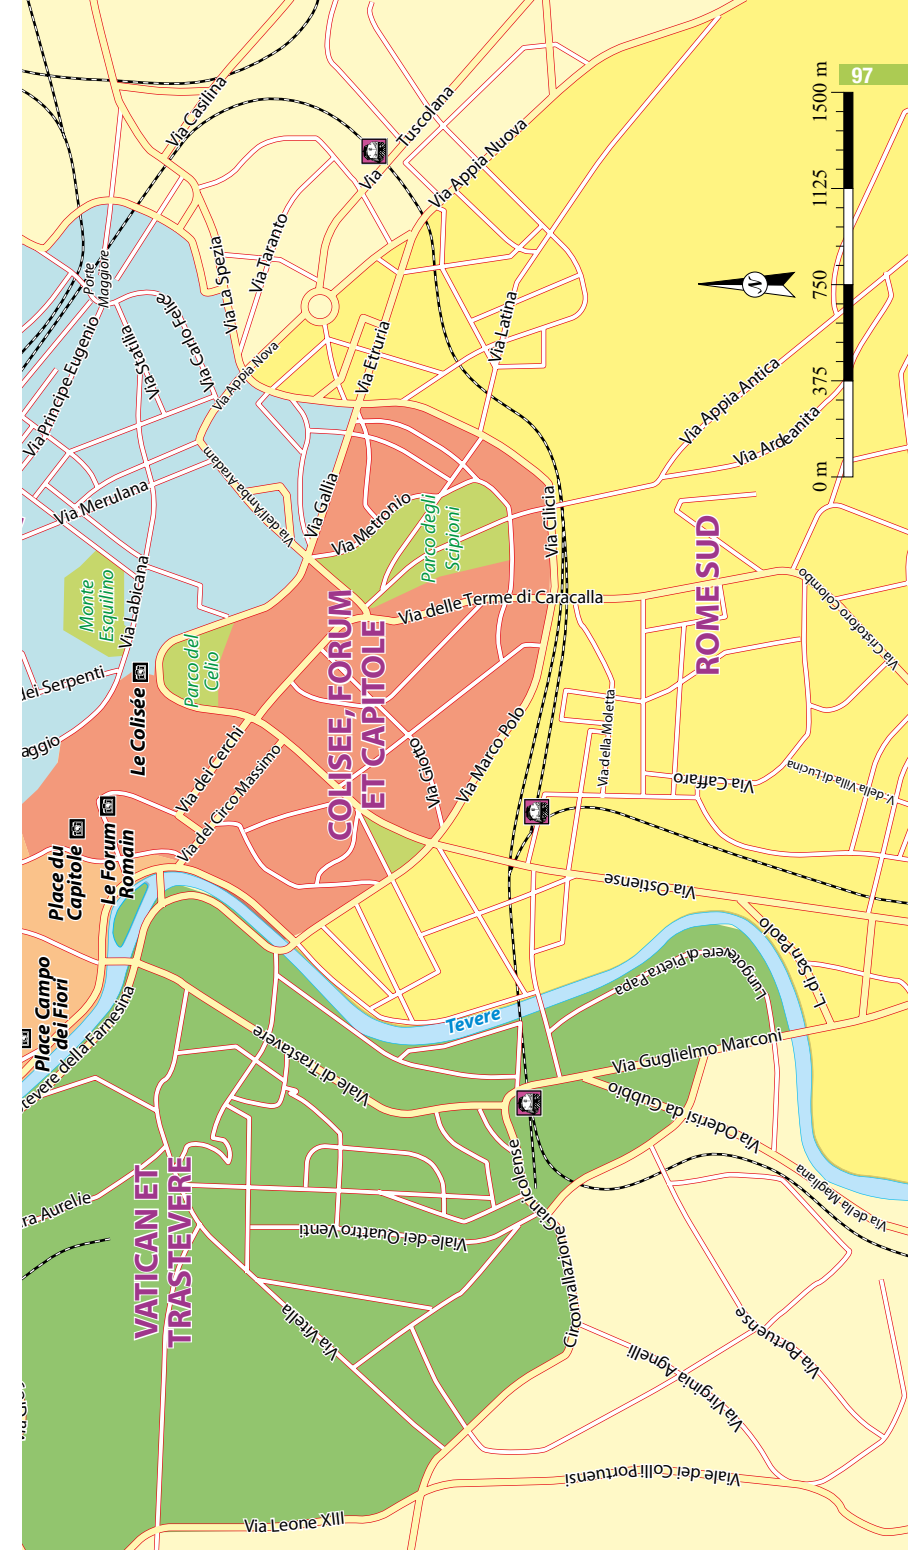 Via Casilina
Via
Tuscolana
Via Appia Nuova
97
1500 m
1125
750
375
0 m
N
Porte
Maggiore
Via La Spezia
Via Taranto
Via Principe Eugenio
Via Statilia
Via Carlo Felice
Via Appia Nova
Via Etruria
Via Latina
Via Appia Antica
Via Ardeanita
Via Merulana
Via dell'Amba Aradam
Via Gallia
Via Metronio
Parco degli
Scipioni
Via Cilicia
ROME SUD
Monte
Esquilino
Via Labicana
Via delle Terme di Caracalla
Via Cristoforo Colombo
dei Serpenti
Parco del
Celio
COLISEE, FORUM
ET CAPITOLE
Le Colisée
aggio
Via dei Cerchi
Via del Circo Massimo
Via Giotto
Via Marco Polo
Via della Moletta
Via Caffaro
V. della Villa di Lucina
Place du
Capitole
Le Forum
Romain
Via Ostiense
Place Campo
dei Fiori
tevere della Farnesina
Viale di Trastavere
Tevere
Lungotevere di Pietra Papa
L. di San Paolo
Via Guglielmo Marconi
Via Oderisi da Gubbio
Via della Magliana
ra Aurelie
VATICAN ET
TRASTEVERE
Viale dei Quattro Venti
Circonvallazione Gianicolense
Via Vitella
Via Virginia Agnelli
Via Portuense
Viale dei Colli Portuensi
Via Leone XIII